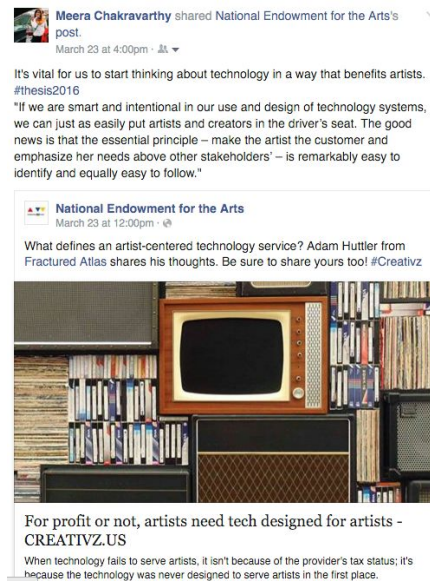 Meera Chakravarthy shared National Endowment for the Arts's
post.
March 23 at 4:00pm ·
It's vital for us to start thinking about technology in a way that benefits artists.
#thesis2016
"If we are smart and intentional in our use and design of technology systems,
we can just as easily put artists and creators in the driver's seat. The good
news is that the essential principle – make the artist the customer and
emphasize her needs above other stakeholders' – is remarkably easy to
identify and equally easy to follow."
National Endowment for the Arts
March 23 at 12:00pm ·
What defines an artist-centered technology service? Adam Huttler from
Fractured Atlas shares his thoughts. Be sure to share yours too! #Creativz
For profit or not, artists need tech designed for artists -
CREATIVZ.US
When technology fails to serve artists, it isn't because of the provider's tax status; it's
because the technology was never designed to serve artists in the first place.